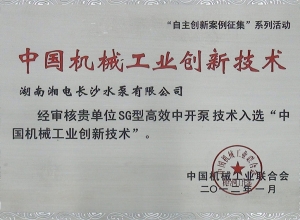 “自主创新案例征集”系列活动
中国机械工业创新技术
湖南湘电长沙水泵有限公司
经审核贵单位SG型高效中开泵技术入选“中
国机械工业创新技术”。
中国机械工业联合会
二〇一二年一月